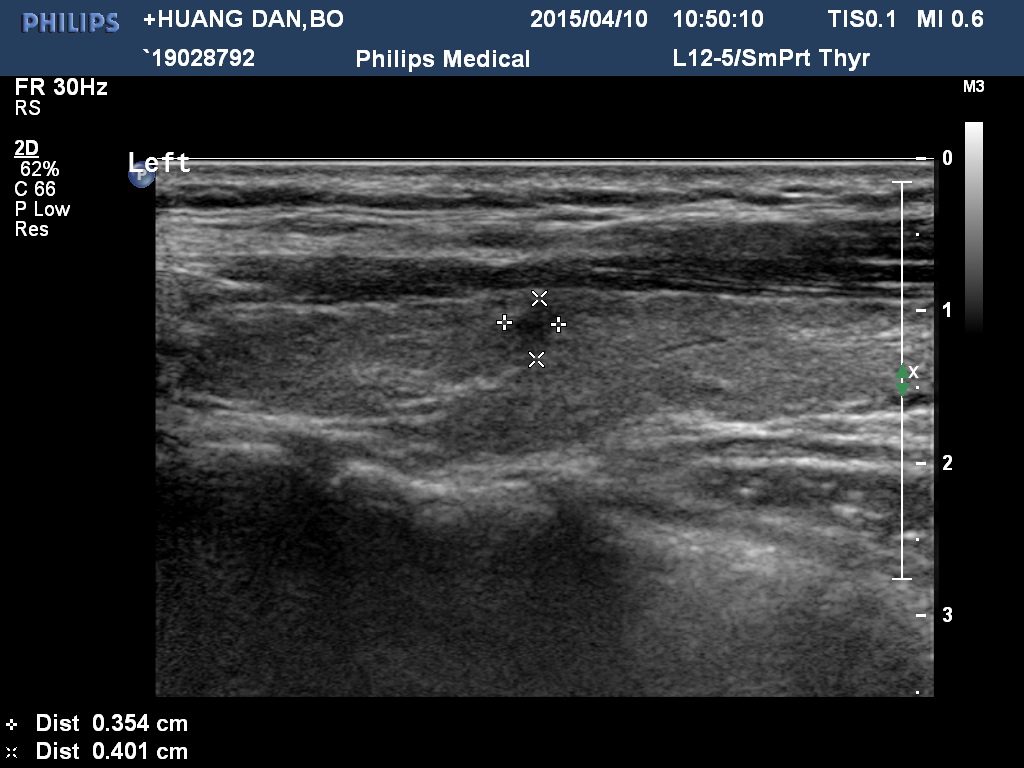 PHILIPS +HUANG DAN,BO 2015/04/10 10:50:10 TIS0.1 MI 0.6
`19028792 Philips Medical L12-5/SmPrt Thyr
FR 30Hz
RS
M3
2D
62%
C 66
P Low
Res
Left
P
0
1
x
2
3
Dist 0.354 cm
Dist 0.401 cm